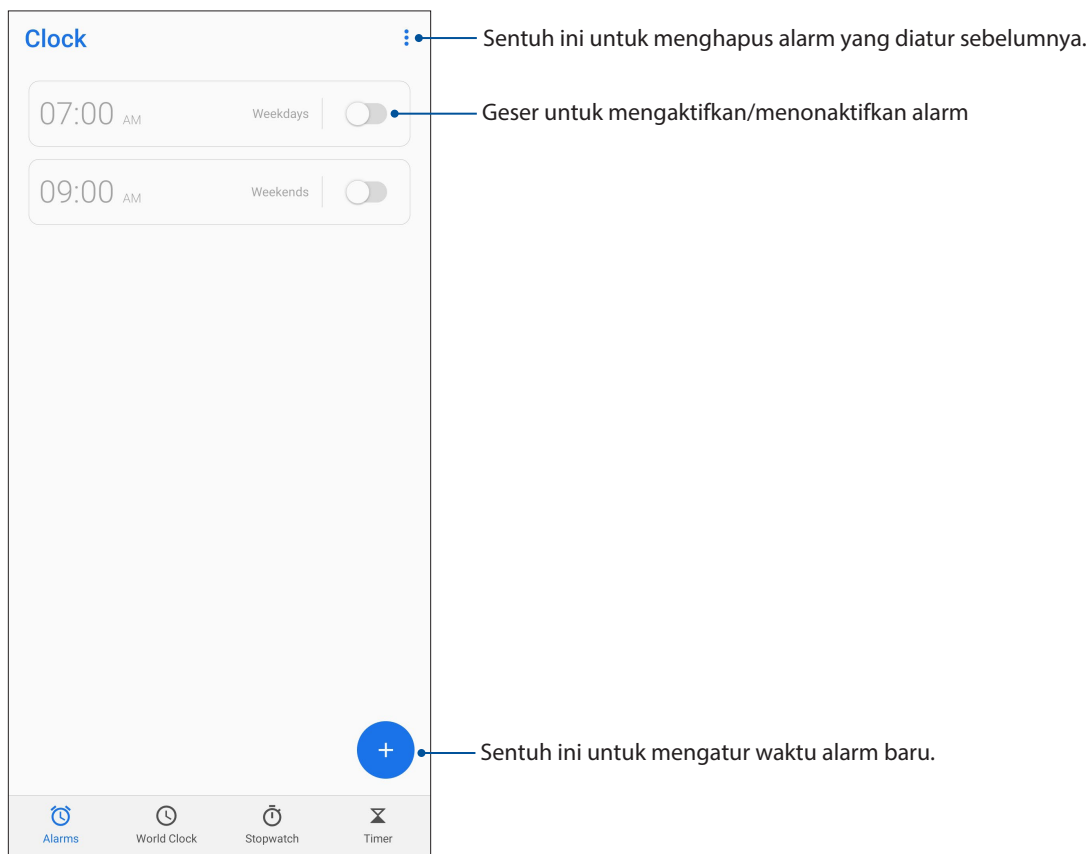 Clock
Sentuh ini untuk menghapus alarm yang diatur sebelumnya.
07:00 AM Weekdays
Geser untuk mengaktifkan/menonaktifkan alarm
09:00 AM Weekends
+
Sentuh ini untuk mengatur waktu alarm baru.
Alarms World Clock Stopwatch Timer